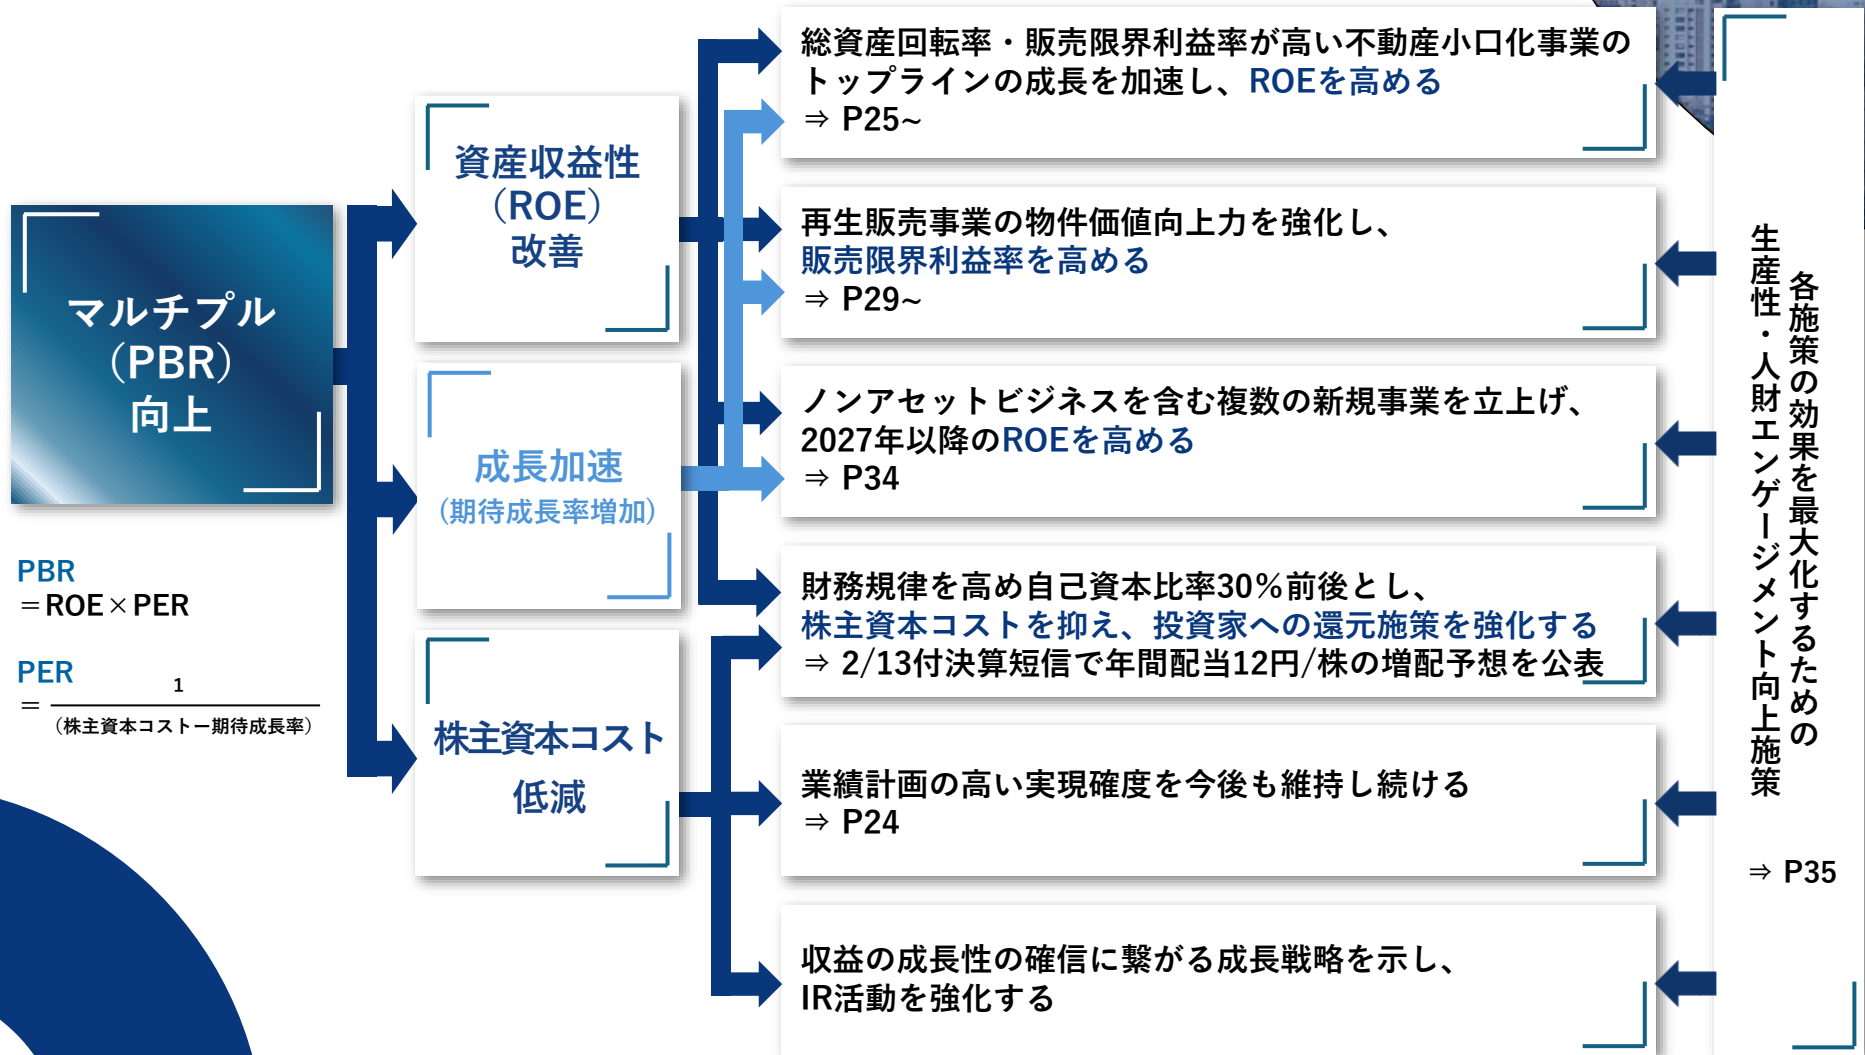 マルチプル
（PBR）
向上
PBR
＝ROE×PER
PER
＝
1
（株主資本コストー期待成長率）
資産収益性
（ROE）
改善
成長加速
（期待成長率増加）
株主資本コスト
低減
総資産回転率・販売限界利益率が高い不動産小口化事業の
トップラインの成長を加速し、ROEを高める
⇒ P25~
再生販売事業の物件価値向上力を強化し、
販売限界利益率を高める
⇒ P29~
ノンアセットビジネスを含む複数の新規事業を立上げ、
2027年以降のROEを高める
⇒ P34
財務規律を高め自己資本比率30%前後とし、
株主資本コストを抑え、投資家への還元施策を強化する
⇒ 2/13付決算短信で年間配当12円/株の増配予想を公表
業績計画の高い実現確度を今後も維持し続ける
⇒ P24
収益の成長性の確信に繋がる成長戦略を示し、
IR活動を強化する
各施策の効果を最大化するための
生産性・人財エンゲージメント向上施策
⇒ P35